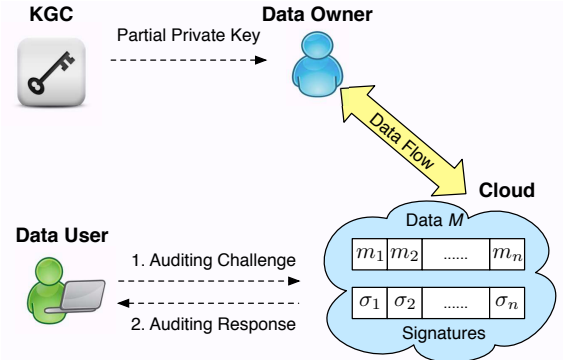 KGC
Data Owner
Partial Private Key
Data Flow
Cloud
Data M
m₁ m₂ ...... mₙ
Data User
1. Auditing Challenge
σ₁ σ₂ ...... σₙ
2. Auditing Response
Signatures